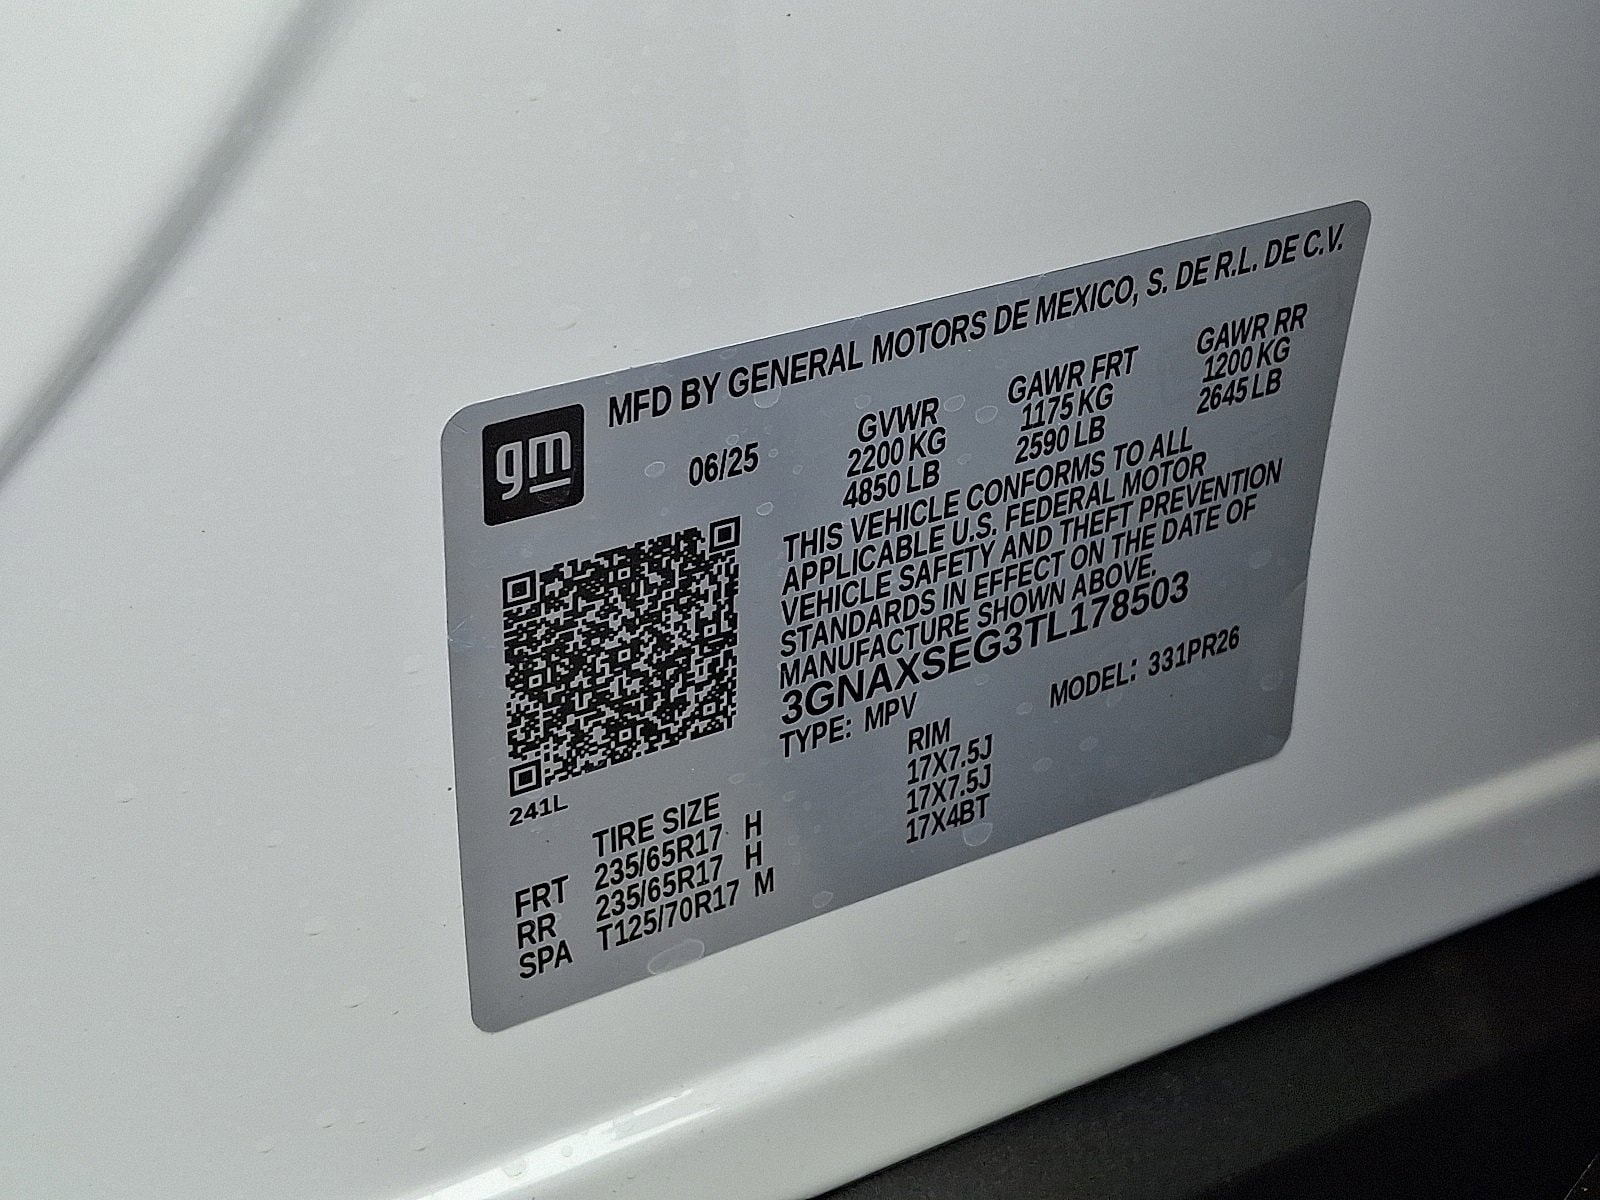 MFD BY GENERAL MOTORS DE MEXICO, S. DE R.L. DE C.V.
gm
06/25
GVWR GAWR FRT GAWR RR
2200 KG 1175 KG 1200 KG
4850 LB 2590 LB 2645 LB
THIS VEHICLE CONFORMS TO ALL
APPLICABLE U.S. FEDERAL MOTOR
VEHICLE SAFETY AND THEFT PREVENTION
STANDARDS IN EFFECT ON THE DATE OF
MANUFACTURE SHOWN ABOVE.
3GNAXSEG3TL178503
TYPE: MPV MODEL: 331PR26
241L
TIRE SIZE RIM
FRT 235/65R17 H 17X7.5J
RR 235/65R17 H 17X7.5J
SPA T125/70R17 M 17X4BT